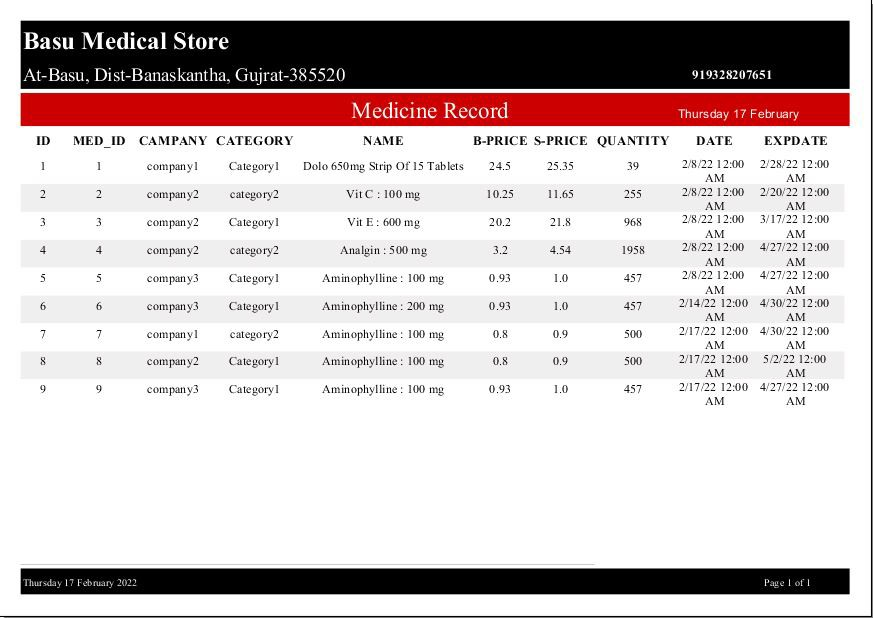 Basu Medical Store
At-Basu, Dist-Banaskantha, Gujrat-385520 919328207651
Medicine Record Thursday 17 February
ID MED_ID CAMPANY CATEGORY NAME B-PRICE S-PRICE QUANTITY DATE EXPDATE
1 1 company1 Category1 Dolo 650mg Strip Of 15 Tablets 24.5 25.35 39 2/8/22 12:00 AM 2/28/22 12:00 AM
2 2 company2 category2 Vit C : 100 mg 10.25 11.65 255 2/8/22 12:00 AM 2/20/22 12:00 AM
3 3 company2 Category1 Vit E : 600 mg 20.2 21.8 968 2/8/22 12:00 AM 3/17/22 12:00 AM
4 4 company2 category2 Analgin : 500 mg 3.2 4.54 1958 2/8/22 12:00 AM 4/27/22 12:00 AM
5 5 company3 Category1 Aminophylline : 100 mg 0.93 1.0 457 2/8/22 12:00 AM 4/27/22 12:00 AM
6 6 company3 Category1 Aminophylline : 200 mg 0.93 1.0 457 2/14/22 12:00 AM 4/30/22 12:00 AM
7 7 company1 category2 Aminophylline : 100 mg 0.8 0.9 500 2/17/22 12:00 AM 4/30/22 12:00 AM
8 8 company2 Category1 Aminophylline : 100 mg 0.8 0.9 500 2/17/22 12:00 AM 5/2/22 12:00 AM
9 9 company3 Category1 Aminophylline : 100 mg 0.93 1.0 457 2/17/22 12:00 AM 4/27/22 12:00 AM
Thursday 17 February 2022 Page 1 of 1